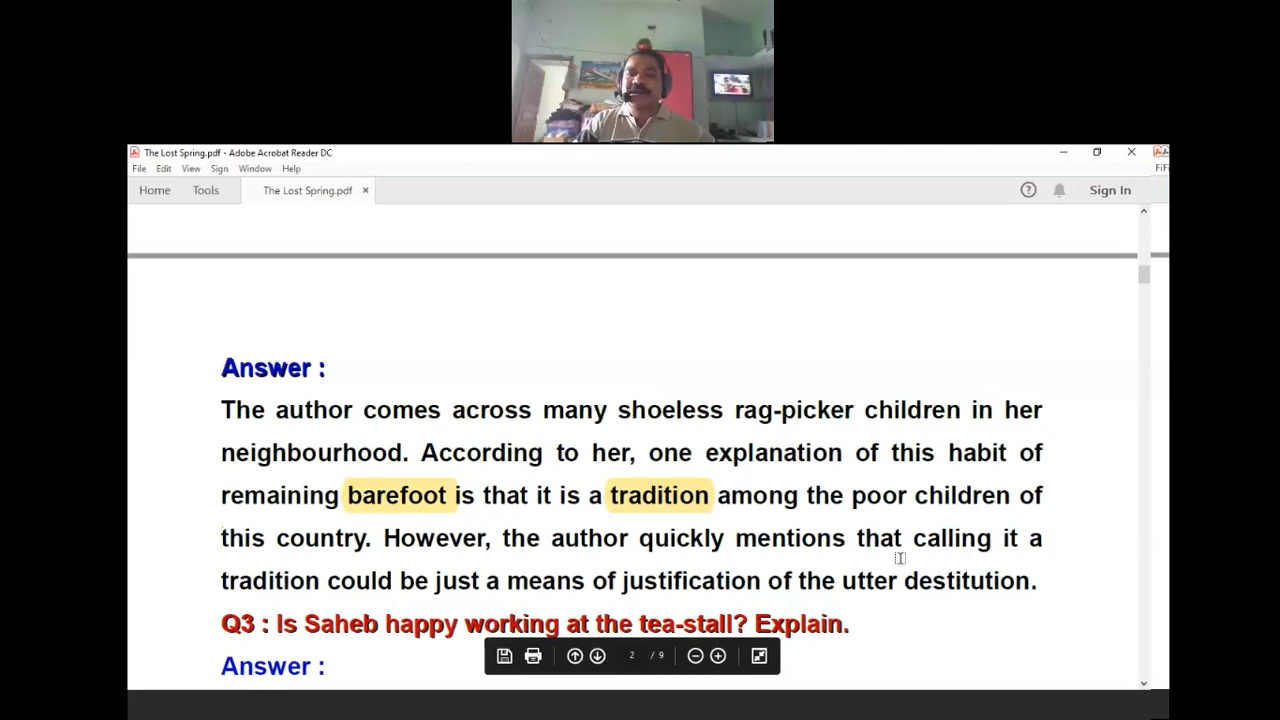 The Lost Spring.pdf - Adobe Acrobat Reader DC
File Edit View Sign Window Help
FiFi
Home Tools The Lost Spring.pdf × ? Sign In
Answer :
The author comes across many shoeless rag-picker children in her
neighbourhood. According to her, one explanation of this habit of
remaining barefoot is that it is a tradition among the poor children of
this country. However, the author quickly mentions that calling it a
tradition could be just a means of justification of the utter destitution.
Q3 : Is Saheb happy working at the tea-stall? Explain.
2 / 9
Answer :